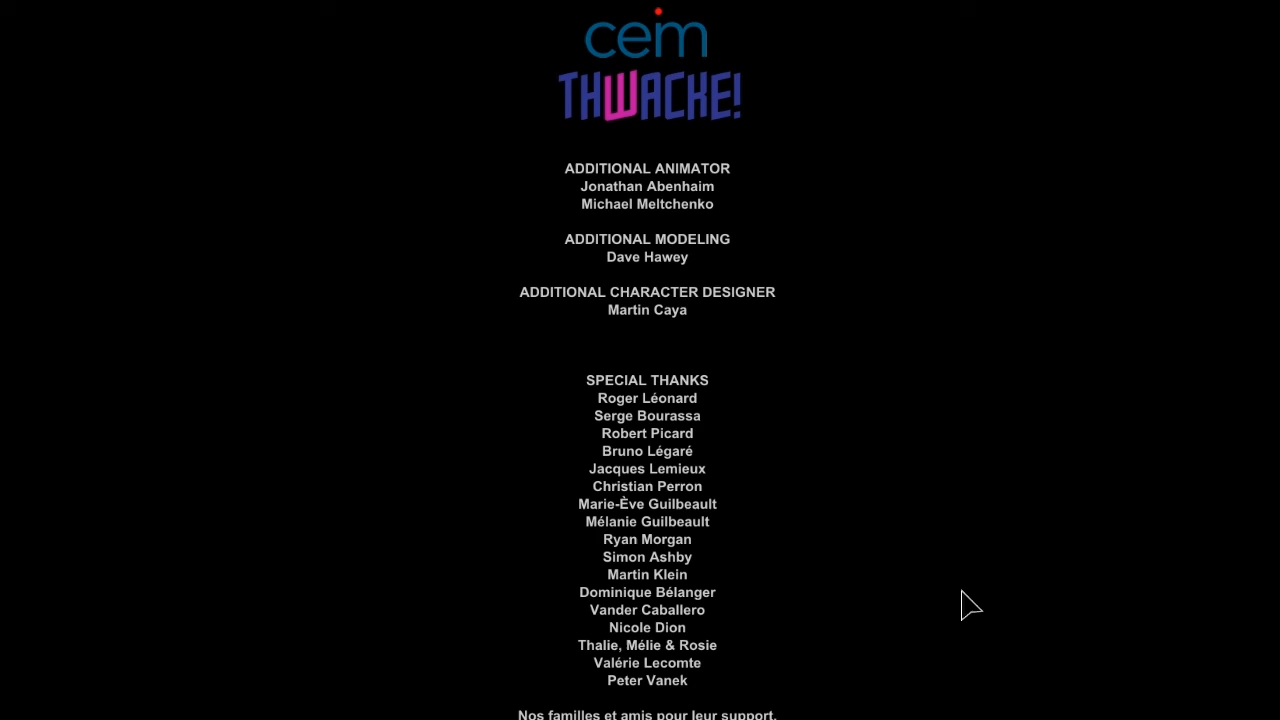 ceim
THWACKE!
ADDITIONAL ANIMATOR
Jonathan Abenhaim
Michael Meltchenko
ADDITIONAL MODELING
Dave Hawey
ADDITIONAL CHARACTER DESIGNER
Martin Caya
SPECIAL THANKS
Roger Léonard
Serge Bourassa
Robert Picard
Bruno Légaré
Jacques Lemieux
Christian Perron
Marie-Ève Guilbeault
Mélanie Guilbeault
Ryan Morgan
Simon Ashby
Martin Klein
Dominique Bélanger
Vander Caballero
Nicole Dion
Thalie, Mélie & Rosie
Valérie Lecomte
Peter Vanek
Nos familles et amis pour leur support.